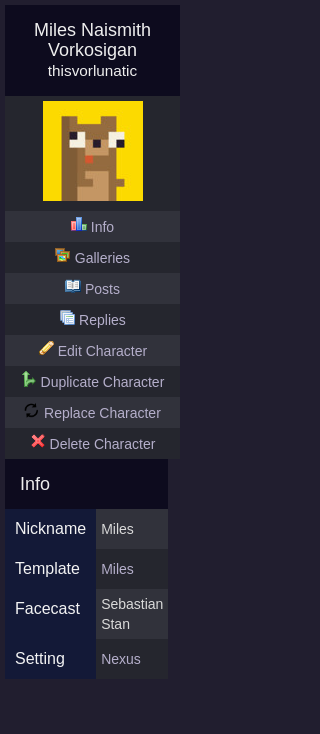 Miles Naismith
Vorkosigan
thisvorlunatic
Info
Galleries
Posts
Replies
Edit Character
Duplicate Character
Replace Character
Delete Character
Info
Nickname Miles
Template Miles
Facecast Sebastian
Stan
Setting Nexus